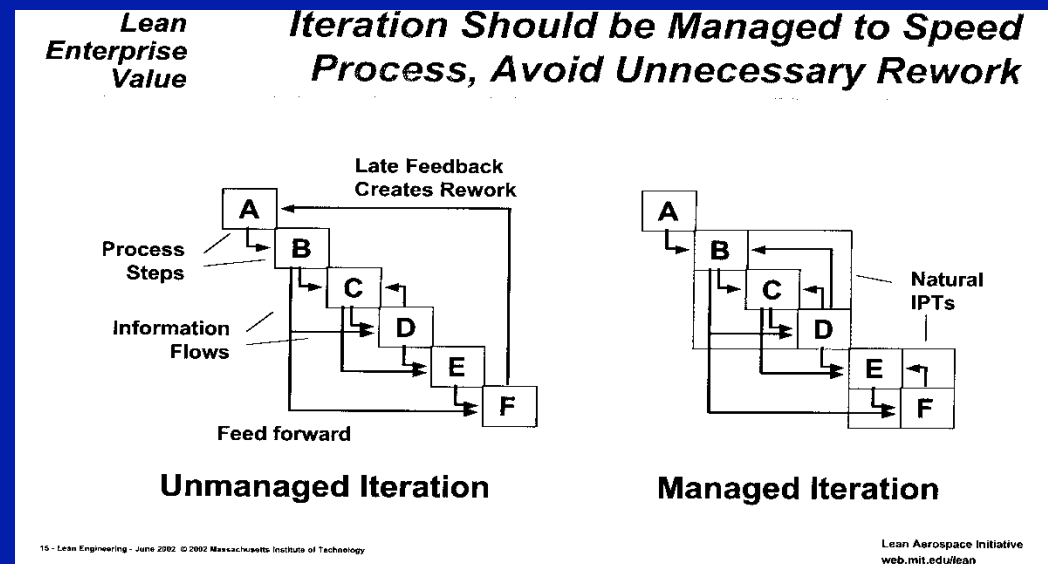 Lean
Enterprise
Value
Iteration Should be Managed to Speed
Process, Avoid Unnecessary Rework
Late Feedback
Creates Rework
A
B
C
D
E
F
Process
Steps
Information
Flows
Feed forward
Unmanaged Iteration
A
B
C
D
E
F
Natural
IPTs
Managed Iteration
15 - Lean Engineering - June 2002 © 2002 Massachusetts Institute of Technology
Lean Aerospace Initiative
web.mit.edu/lean